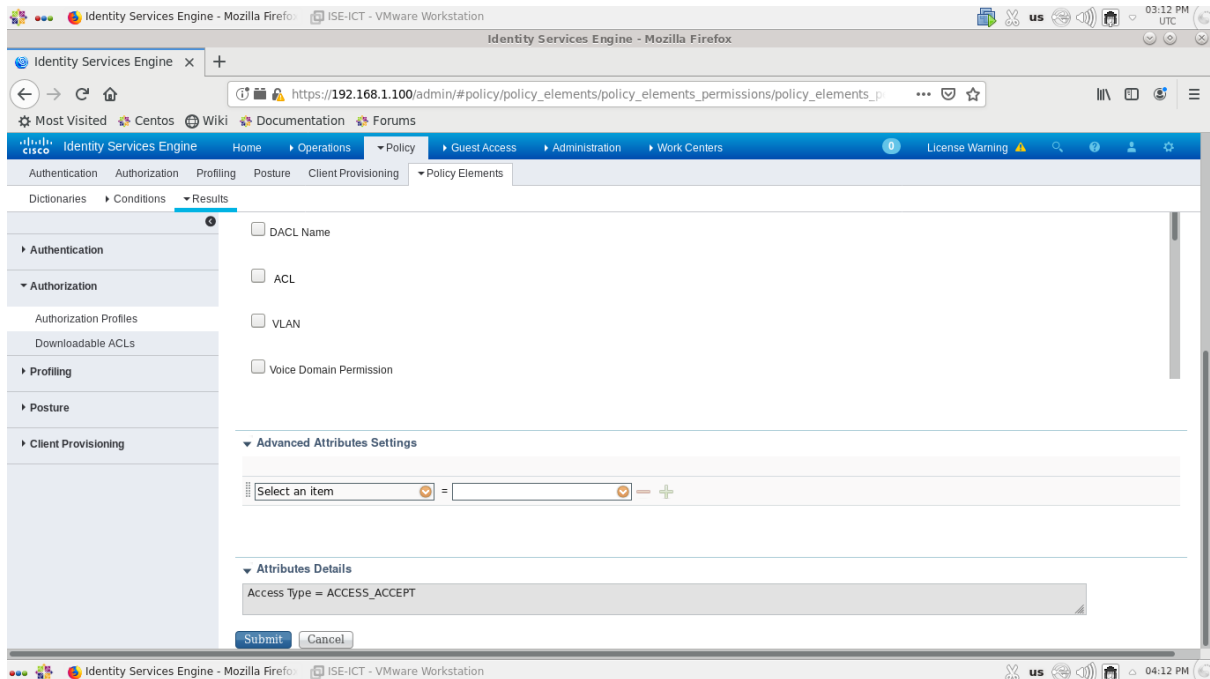 Identity Services Engine - Mozilla Firefo ISE-ICT - VMware Workstation us 03:12 PM UTC
Identity Services Engine - Mozilla Firefox
Identity Services Engine × +
https://192.168.1.100/admin/#policy/policy_elements/policy_elements_permissions/policy_elements_p
Most Visited Centos Wiki Documentation Forums
CISCO Identity Services Engine Home Operations Policy Guest Access Administration Work Centers 0 License Warning
Authentication Authorization Profiling Posture Client Provisioning Policy Elements
Dictionaries Conditions Results
DACL Name
Authentication
ACL
Authorization
Authorization Profiles
VLAN
Downloadable ACLs
Profiling
Voice Domain Permission
Posture
Client Provisioning
Advanced Attributes Settings
Select an item =
Attributes Details
Access Type = ACCESS_ACCEPT
Submit Cancel
Identity Services Engine - Mozilla Firefo ISE-ICT - VMware Workstation us 04:12 PM